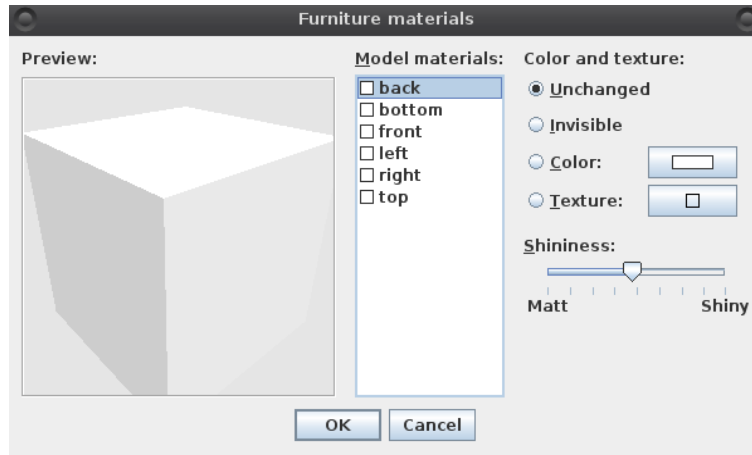 Furniture materials
Preview:
Model materials:
Color and texture:
back
bottom
front
left
right
top
Unchanged
Invisible
Color:
Texture:
Shininess:
Matt
Shiny
OK
Cancel